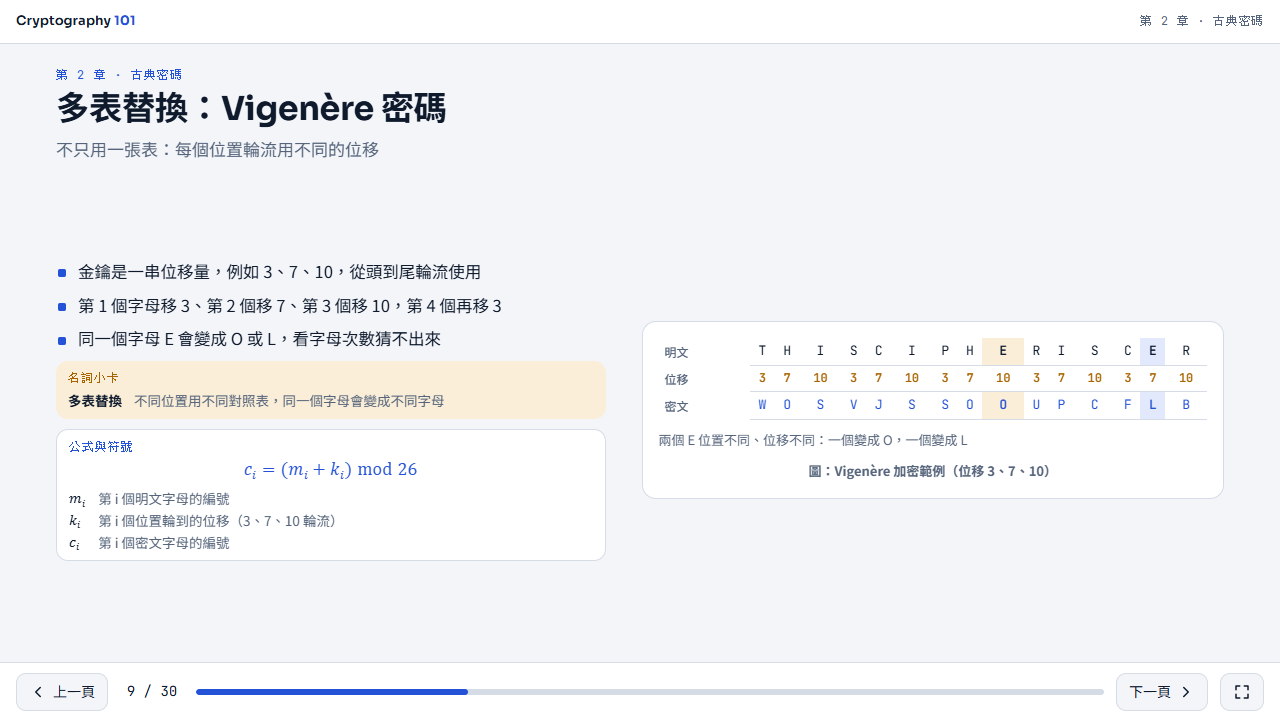 Cryptography 101
第 2 章 · 古典密碼
第 2 章 · 古典密碼
多表替換：Vigenère 密碼
不只用一張表：每個位置輪流用不同的位移
金鑰是一串位移量，例如 3、7、10，從頭到尾輪流使用
第 1 個字母移 3、第 2 個移 7、第 3 個移 10，第 4 個再移 3
同一個字母 E 會變成 O 或 L，看字母次數猜不出來
名詞小卡
多表替換 不同位置用不同對照表，同一個字母會變成不同字母
公式與符號
c_i = (m_i + k_i) mod 26
m_i 第 i 個明文字母的編號
k_i 第 i 個位置輪到的位移（3、7、10 輪流）
c_i 第 i 個密文字母的編號
明文 T H I S C I P H E R I S C E R
位移 3 7 10 3 7 10 3 7 10 3 7 10 3 7 10
密文 W O S V J S S O O U P C F L B
兩個 E 位置不同、位移不同：一個變成 O，一個變成 L
圖：Vigenère 加密範例（位移 3、7、10）
上一頁
9 / 30
下一頁